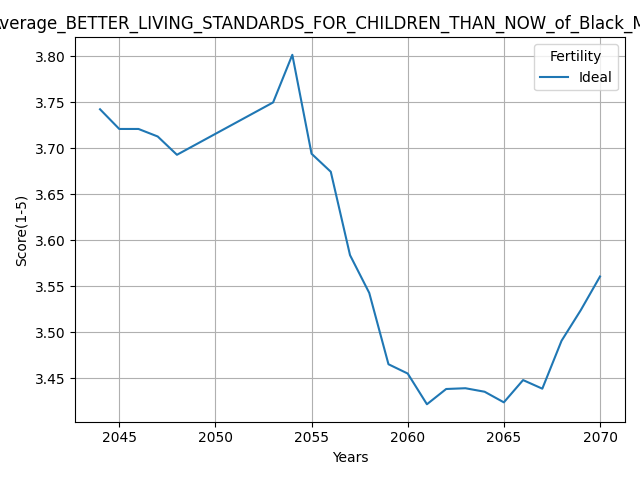 Average_BETTER_LIVING_STANDARDS_FOR_CHILDREN_THAN_NOW_of_Black_M
Fertility
Ideal
3.80
3.75
3.70
3.65
3.60
3.55
3.50
3.45
Score(1-5)
2045 2050 2055 2060 2065 2070
Years